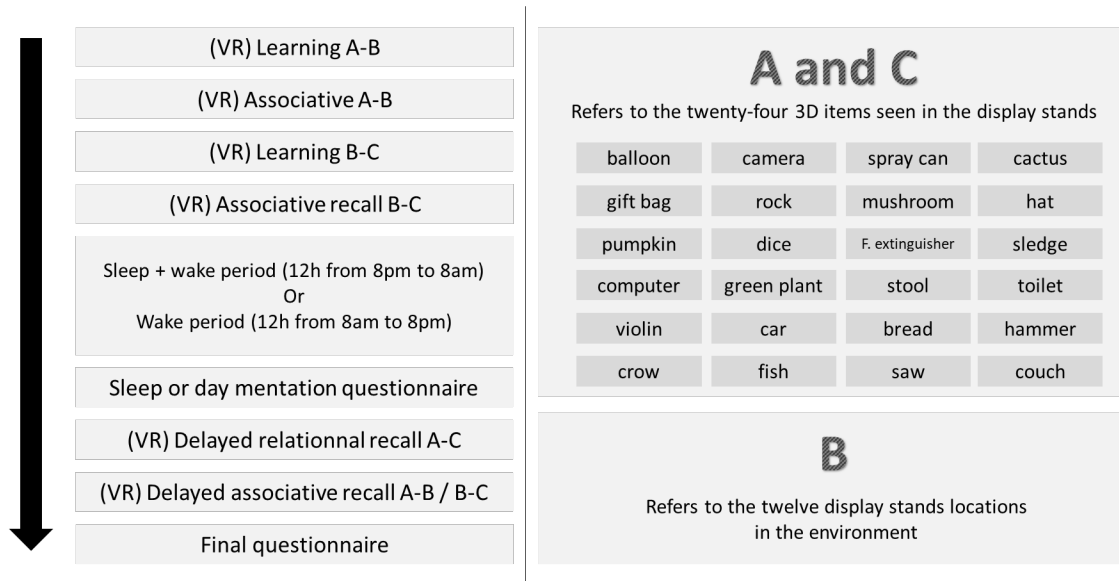 (VR) Learning A-B
(VR) Associative A-B
(VR) Learning B-C
(VR) Associative recall B-C
Sleep + wake period (12h from 8pm to 8am)
Or
Wake period (12h from 8am to 8pm)
Sleep or day mentation questionnaire
(VR) Delayed relationnal recall A-C
(VR) Delayed associative recall A-B / B-C
Final questionnaire
A and C
Refers to the twenty-four 3D items seen in the display stands
balloon camera spray can cactus
gift bag rock mushroom hat
pumpkin dice F. extinguisher sledge
computer green plant stool toilet
violin car bread hammer
crow fish saw couch
B
Refers to the twelve display stands locations
in the environment